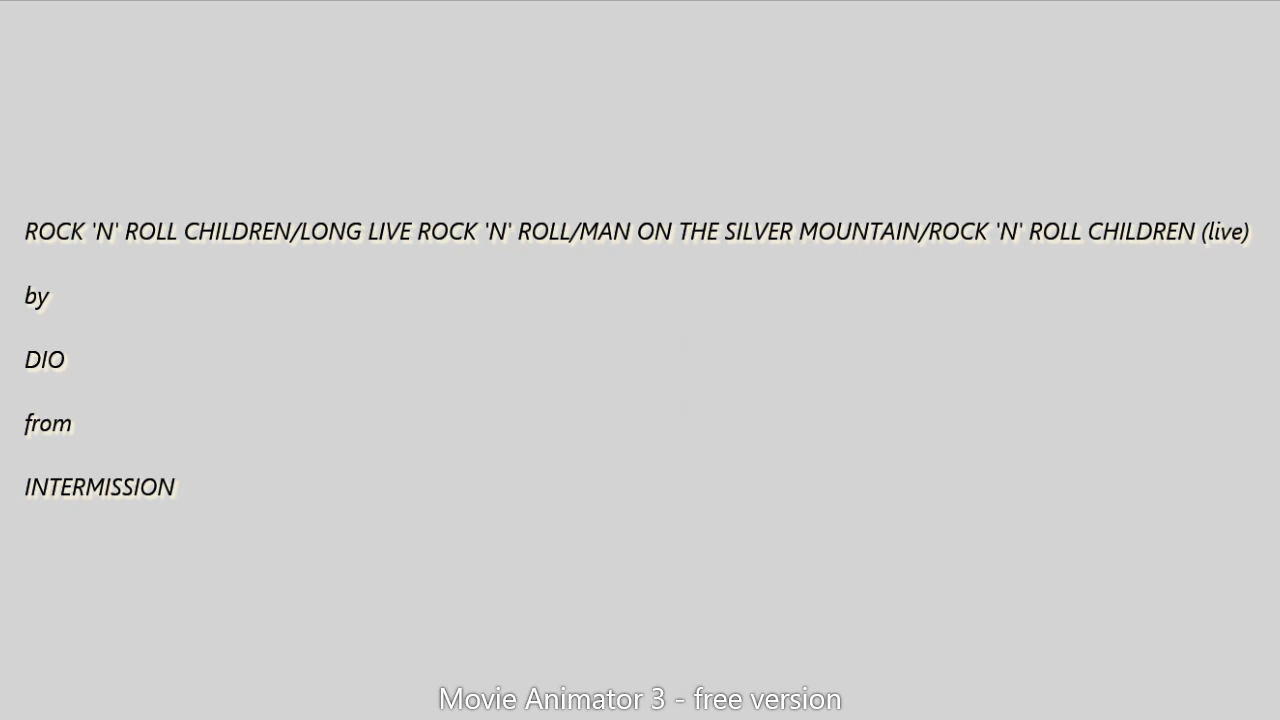 ROCK 'N' ROLL CHILDREN/LONG LIVE ROCK 'N' ROLL/MAN ON THE SILVER MOUNTAIN/ROCK 'N' ROLL CHILDREN (live)
by
DIO
from
INTERMISSION
Movie Animator 3 - free version